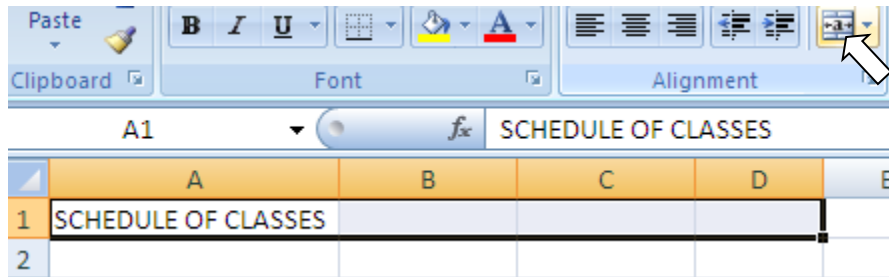 Paste
B I U A a
Clipboard Font Alignment
A1 fx SCHEDULE OF CLASSES
A B C D E
1 SCHEDULE OF CLASSES
2